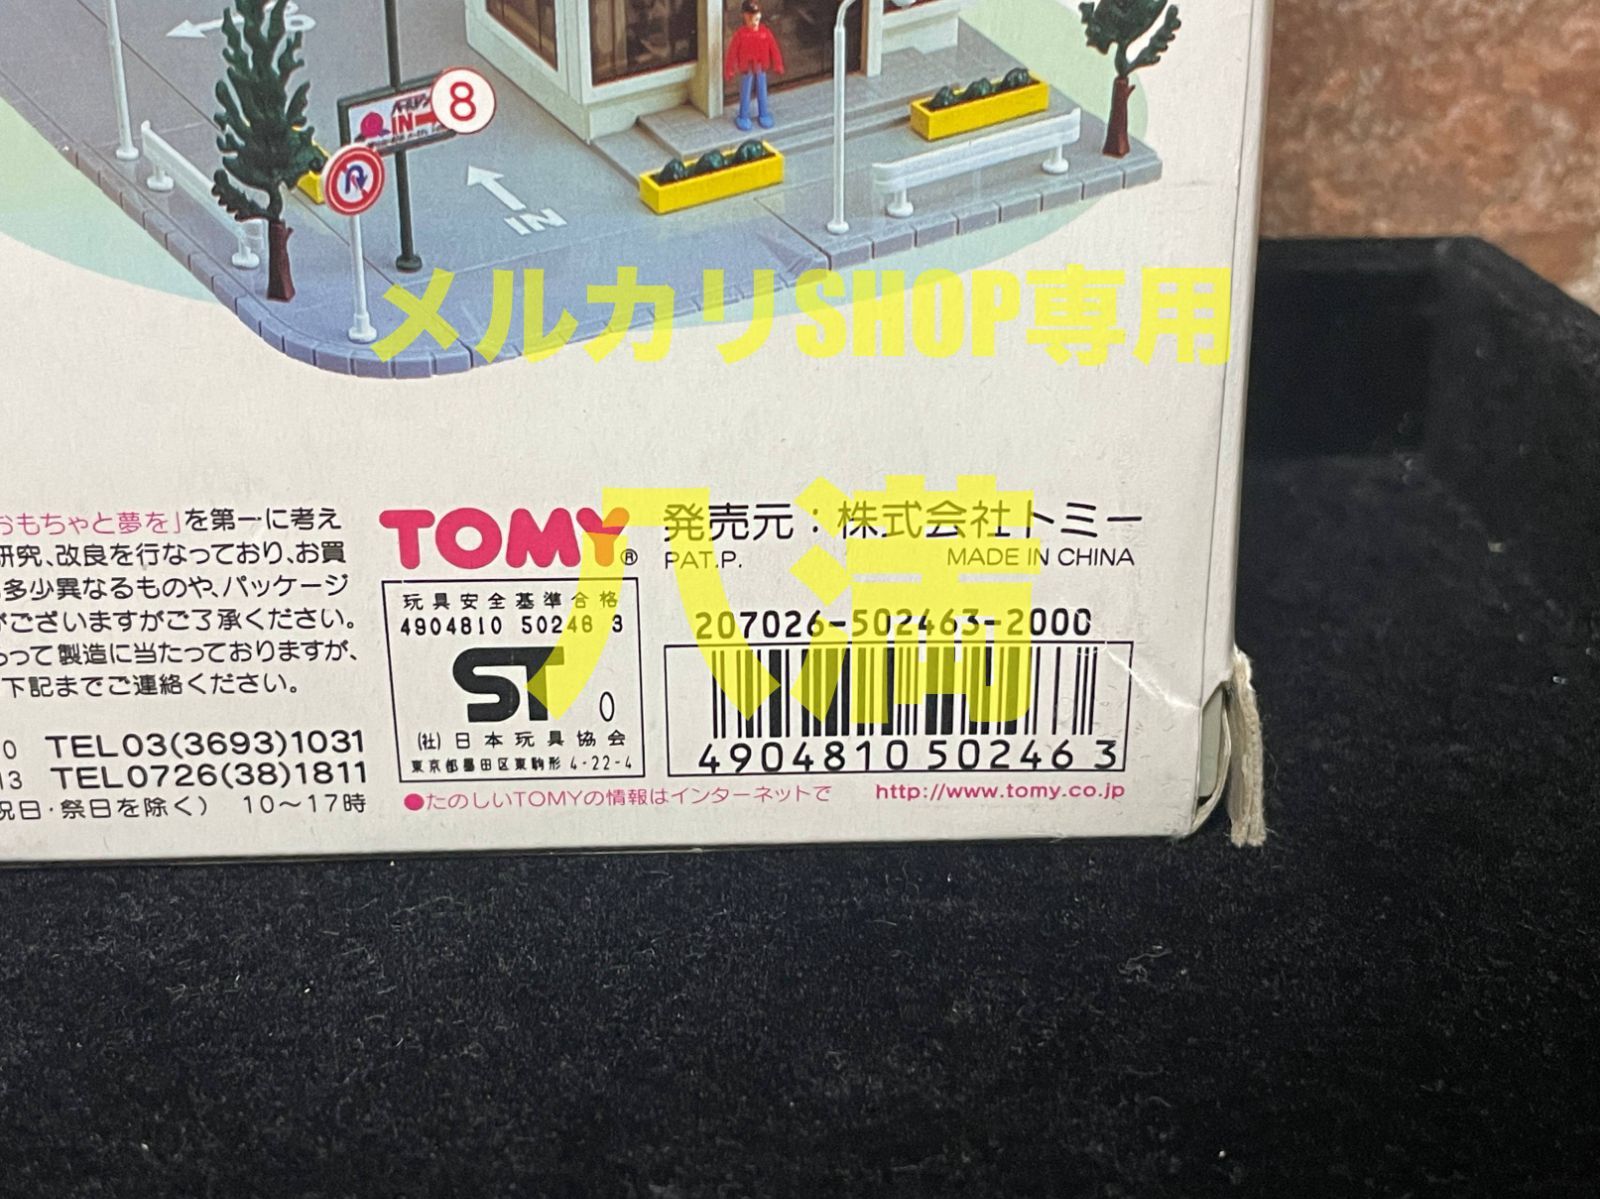 8
IN
IN
メルカリSHOP専用
八満
おもちゃと夢を」を第一に考え
研究、改良を行なっており、お買
多少異なるものや、パッケージ
がございますがご了承ください。
って製造に当たっておりますが、
下記までご連絡ください。
0 TEL03(3693)1031
13 TEL0726(38)1811
祝日・祭日を除く) 10〜17時
TOMY®
発売元：株式会社トミー
PAT.P. MADE IN CHINA
玩具安全基準合格
4904810 502463
ST 0
(社)日本玩具協会
東京都墨田区東駒形4-22-4
207026-502463-2000
4904810502463
●たのしいTOMYの情報はインターネットで http://www.tomy.co.jp